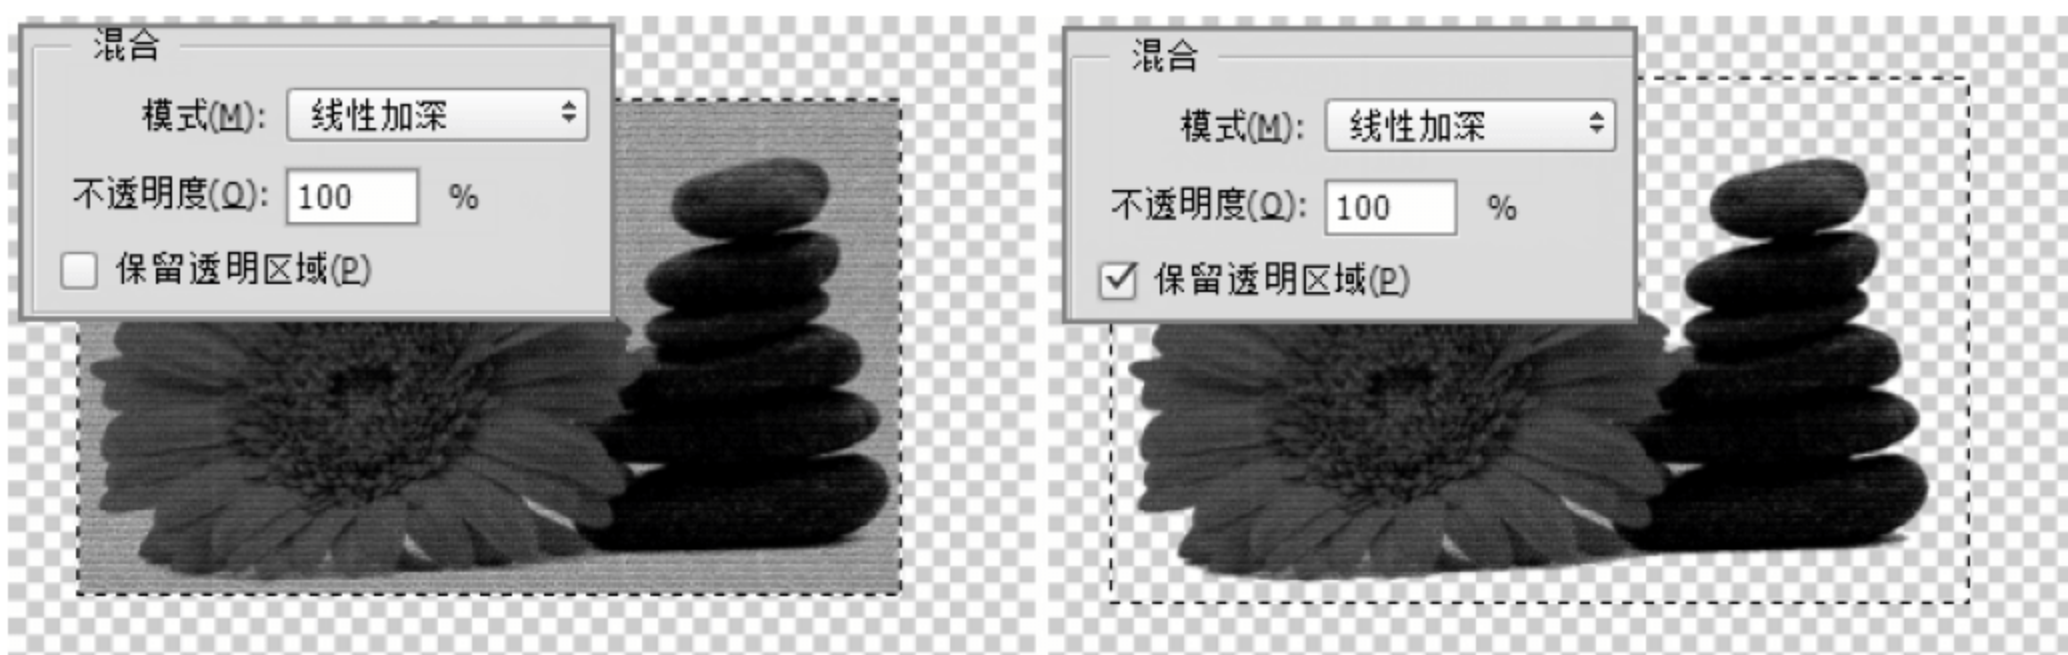 混合
模式(M): 线性加深
不透明度(O): 100 %
保留透明区域(P)
混合
模式(M): 线性加深
不透明度(O): 100 %
保留透明区域(P)